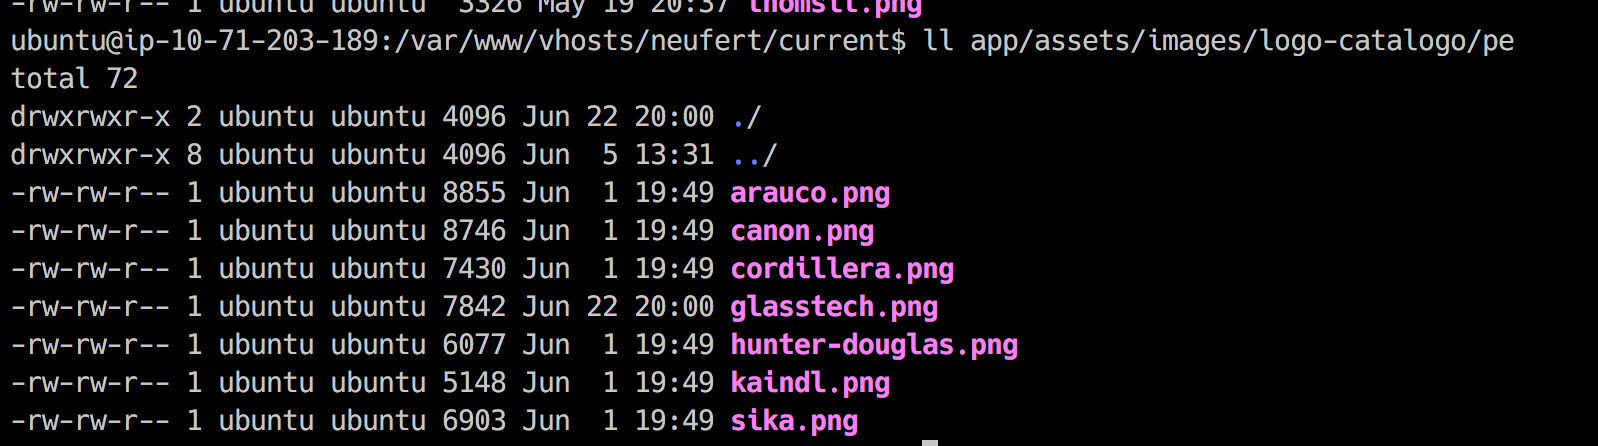 -rw-rw-r-- 1 ubuntu ubuntu  3326 May 19 20:37 thomsit.png
ubuntu@ip-10-71-203-189:/var/www/vhosts/neufert/current$ ll app/assets/images/logo-catalogo/pe
total 72
drwxrwxr-x 2 ubuntu ubuntu 4096 Jun 22 20:00 ./
drwxrwxr-x 8 ubuntu ubuntu 4096 Jun  5 13:31 ../
-rw-rw-r-- 1 ubuntu ubuntu 8855 Jun  1 19:49 arauco.png
-rw-rw-r-- 1 ubuntu ubuntu 8746 Jun  1 19:49 canon.png
-rw-rw-r-- 1 ubuntu ubuntu 7430 Jun  1 19:49 cordillera.png
-rw-rw-r-- 1 ubuntu ubuntu 7842 Jun 22 20:00 glasstech.png
-rw-rw-r-- 1 ubuntu ubuntu 6077 Jun  1 19:49 hunter-douglas.png
-rw-rw-r-- 1 ubuntu ubuntu 5148 Jun  1 19:49 kaindl.png
-rw-rw-r-- 1 ubuntu ubuntu 6903 Jun  1 19:49 sika.png